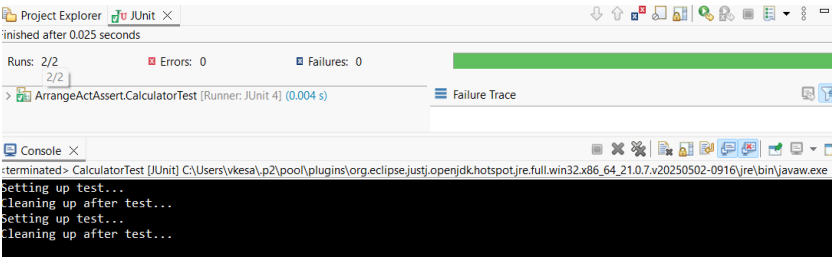 Project Explorer JUnit
Finished after 0.025 seconds
Runs: 2/2 Errors: 0 Failures: 0
2/2
ArrangeActAssert.CalculatorTest [Runner: JUnit 4] (0.004 s)
Failure Trace
Console
<terminated> CalculatorTest [JUnit] C:\Users\vkesa\.p2\pool\plugins\org.eclipse.justj.openjdk.hotspot.jre.full.win32.x86_64_21.0.7.v20250502-0916\jre\bin\javaw.exe
Setting up test...
Cleaning up after test...
Setting up test...
Cleaning up after test...